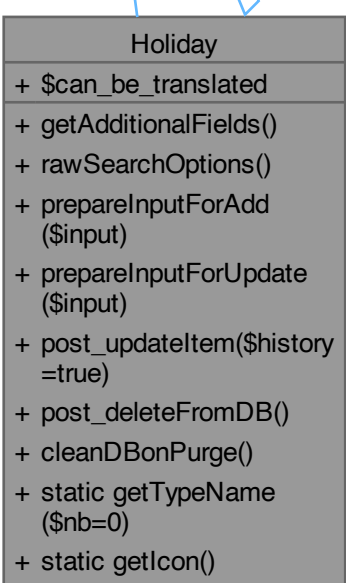 Holiday
+ $can_be_translated
+ getAdditionalFields()
+ rawSearchOptions()
+ prepareInputForAdd
($input)
+ prepareInputForUpdate
($input)
+ post_updateItem($history
=true)
+ post_deleteFromDB()
+ cleanDBonPurge()
+ static getTypeName
($nb=0)
+ static getIcon()